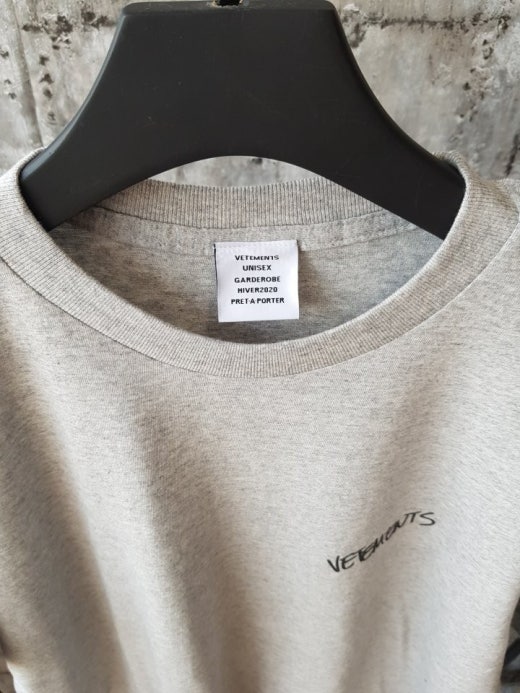 VETEMENTS
UNISEX
GARDEROBE
HIVER2020
PRET-A PORTER
VETEMENTS